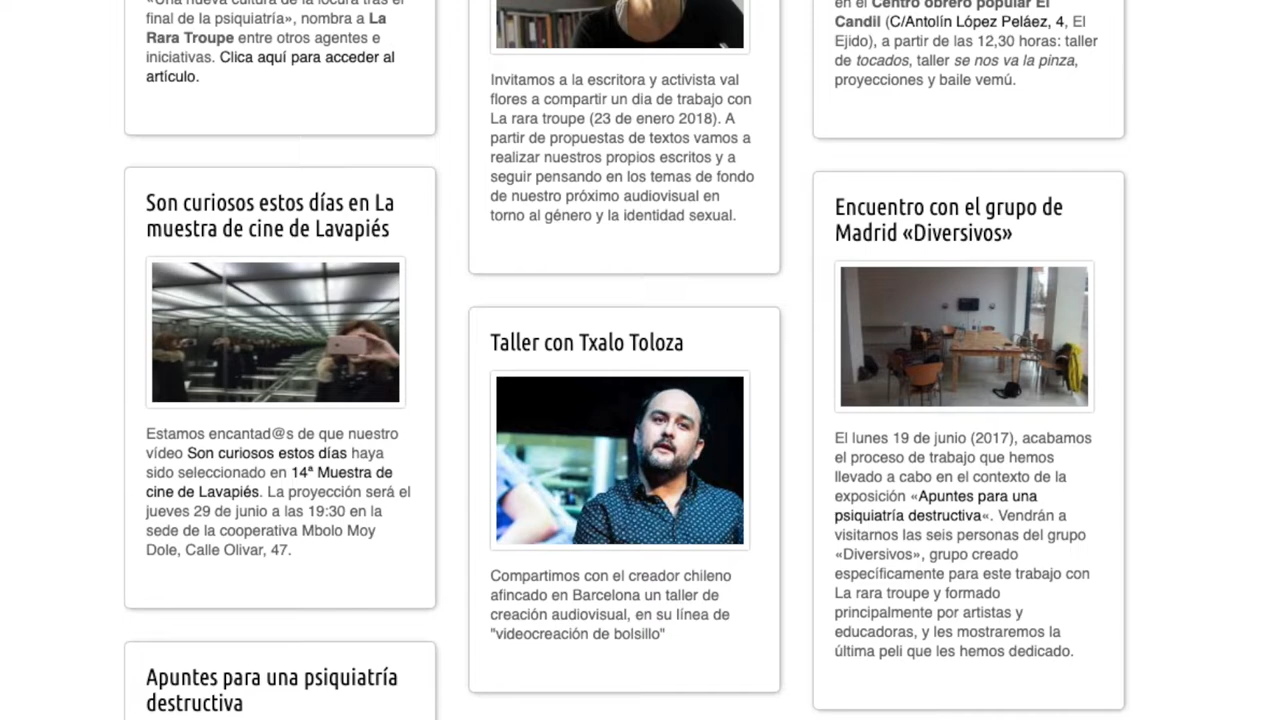 «Una nueva cultura de la locura tras el
final de la psiquiatría», nombra a La
Rara Troupe entre otros agentes e
iniciativas. Clica aquí para acceder al
artículo.
Son curiosos estos días en La
muestra de cine de Lavapiés
Estamos encantad@s de que nuestro
vídeo Son curiosos estos días haya
sido seleccionado en 14ª Muestra de
cine de Lavapiés. La proyección será el
jueves 29 de junio a las 19:30 en la
sede de la cooperativa Mbolo Moy
Dole, Calle Olivar, 47.
Apuntes para una psiquiatría
destructiva
Invitamos a la escritora y activista val
flores a compartir un dia de trabajo con
La rara troupe (23 de enero 2018). A
partir de propuestas de textos vamos a
realizar nuestros propios escritos y a
seguir pensando en los temas de fondo
de nuestro próximo audiovisual en
torno al género y la identidad sexual.
Taller con Txalo Toloza
Compartimos con el creador chileno
afincado en Barcelona un taller de
creación audiovisual, en su línea de
"videocreación de bolsillo"
en el Centro obrero popular El
Candil (C/Antolín López Peláez, 4, El
Ejido), a partir de las 12,30 horas: taller
de tocados, taller se nos va la pinza,
proyecciones y baile vemú.
Encuentro con el grupo de
Madrid «Diversivos»
El lunes 19 de junio (2017), acabamos
el proceso de trabajo que hemos
llevado a cabo en el contexto de la
exposición «Apuntes para una
psiquiatría destructiva«. Vendrán a
visitarnos las seis personas del grupo
«Diversivos», grupo creado
específicamente para este trabajo con
La rara troupe y formado
principalmente por artistas y
educadoras, y les mostraremos la
última peli que les hemos dedicado.